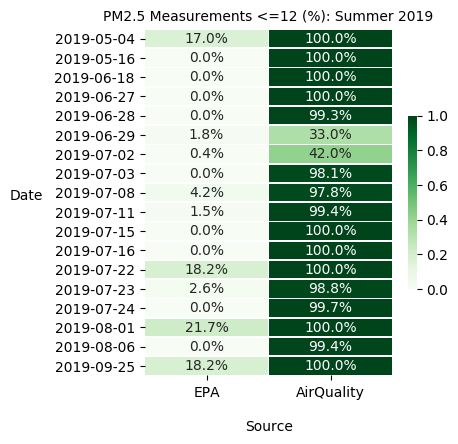 PM2.5 Measurements <=12 (%): Summer 2019
2019-05-04 17.0% 100.0%
2019-05-16 0.0% 100.0%
2019-06-18 0.0% 100.0%
2019-06-27 0.0% 100.0%
2019-06-28 0.0% 99.3%
2019-06-29 1.8% 33.0%
2019-07-02 0.4% 42.0%
2019-07-03 0.0% 98.1%
2019-07-08 4.2% 97.8%
2019-07-11 1.5% 99.4%
2019-07-15 0.0% 100.0%
2019-07-16 0.0% 100.0%
2019-07-22 18.2% 100.0%
2019-07-23 2.6% 98.8%
2019-07-24 0.0% 99.7%
2019-08-01 21.7% 100.0%
2019-08-06 0.0% 99.4%
2019-09-25 18.2% 100.0%
Date
EPA AirQuality
Source
1.0
0.8
0.6
0.4
0.2
0.0